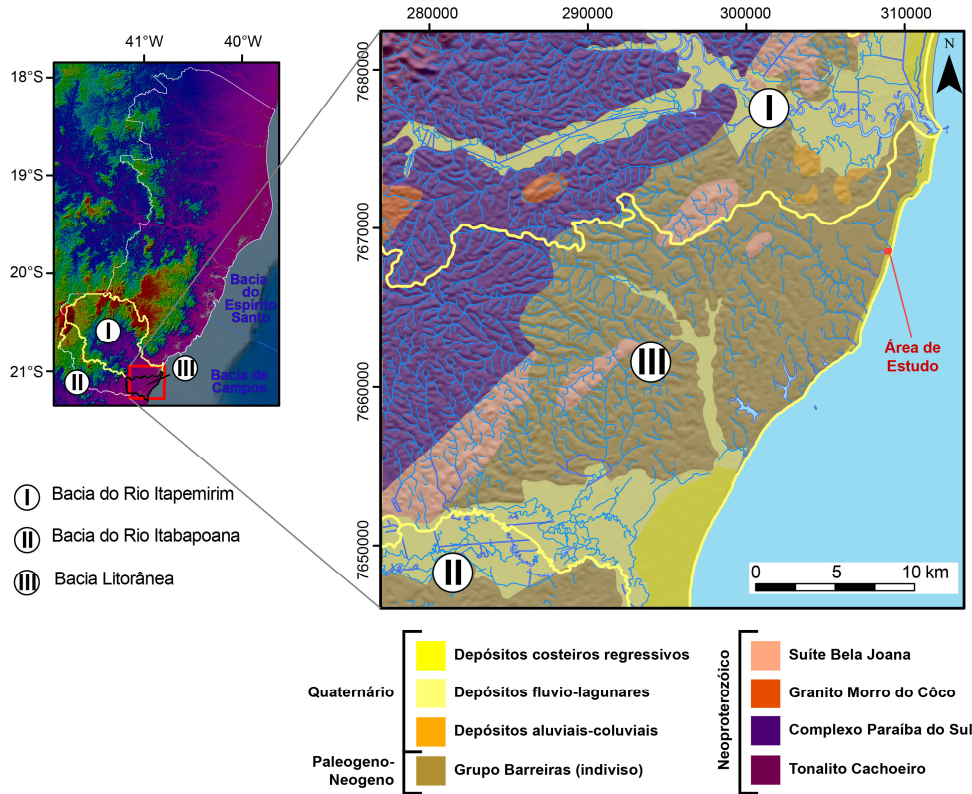 41°W
40°W
18°S
19°S
20°S
21°S
Bacia
do
Espírito
Santo
Bacia de
Campos
I
II
III
I Bacia do Rio Itapemirim
II Bacia do Rio Itabapoana
III Bacia Litorânea
280000
290000
300000
310000
7680000
7670000
7660000
7650000
N
I
III
II
Área de
Estudo
0 5 10 km
Quaternário
Depósitos costeiros regressivos
Depósitos fluvio-lagunares
Depósitos aluviais-coluviais
Paleogeno-
Neogeno
Grupo Barreiras (indiviso)
Neoproterozóico
Suíte Bela Joana
Granito Morro do Côco
Complexo Paraíba do Sul
Tonalito Cachoeiro